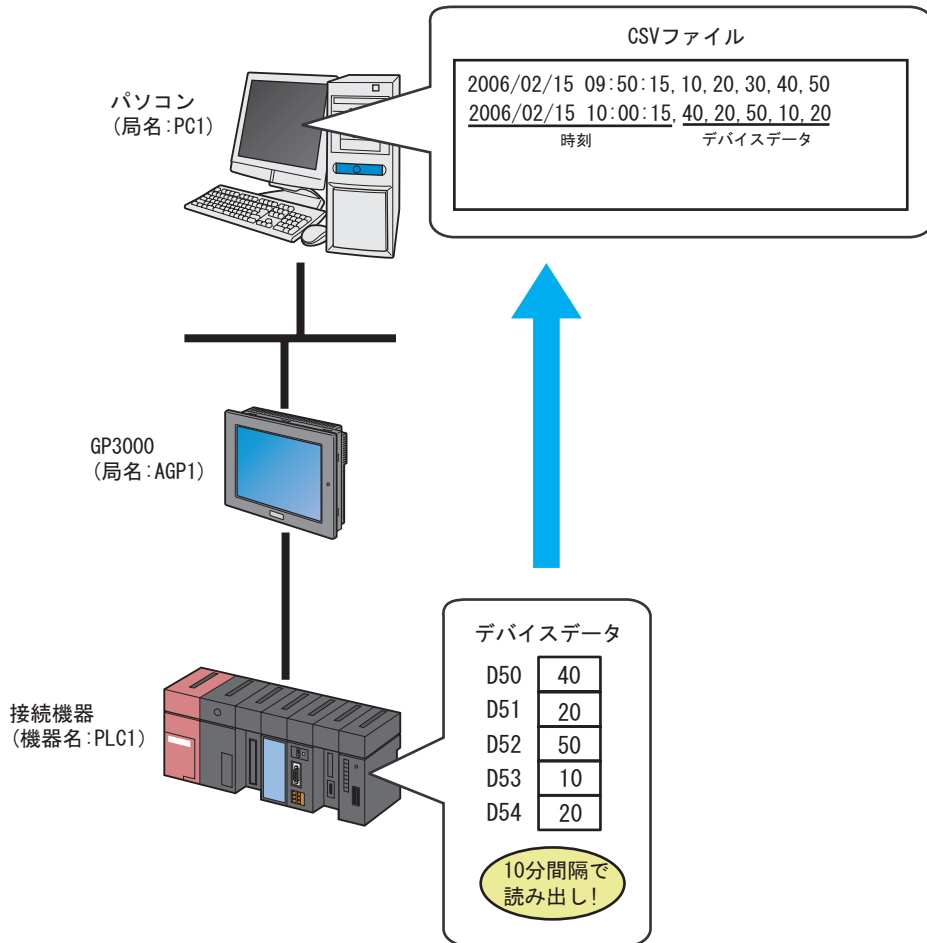 CSVファイル
2006/02/15 09:50:15,10,20,30,40,50
2006/02/15 10:00:15,40,20,50,10,20
時刻 デバイスデータ
パソコン
(局名:PC1)
GP3000
(局名:AGP1)
接続機器
(機器名:PLC1)
デバイスデータ
D50 40
D51 20
D52 50
D53 10
D54 20
10分間隔で
読み出し!